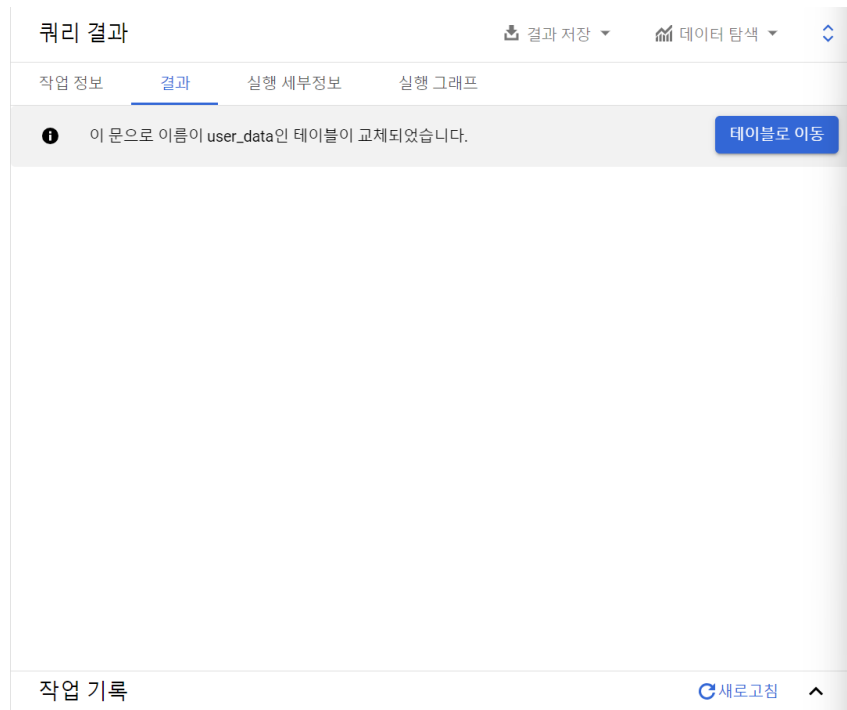 쿼리 결과
결과 저장
데이터 탐색
작업 정보
결과
실행 세부정보
실행 그래프
이 문으로 이름이 user_data인 테이블이 교체되었습니다.
테이블로 이동
작업 기록
새로고침